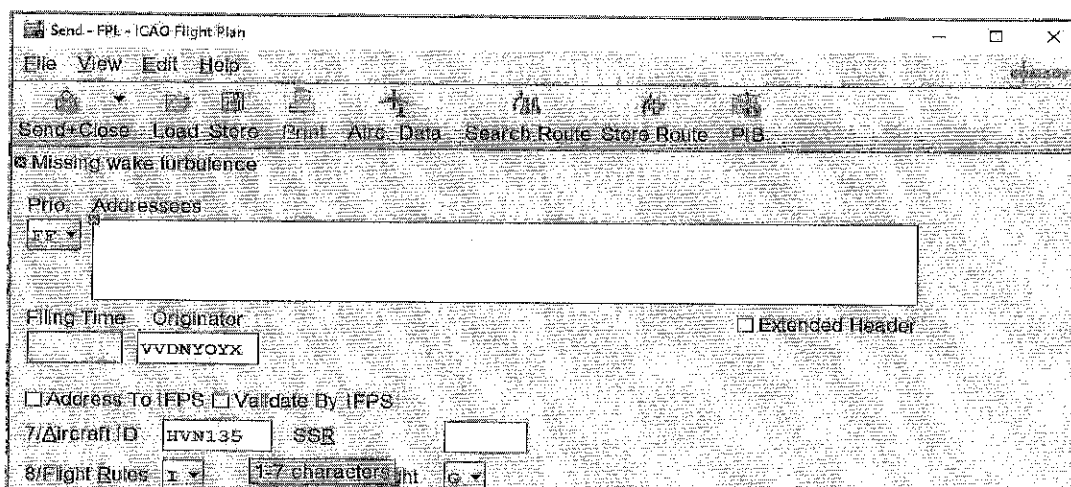 Send - FPL - ICAO Flight Plan
File View Edit Help
Send+Close Load Store Print Airc. Data Search Route Store Route PIB
Missing wake turbulence
Prio. Addressees
FF
Filing Time Originator
VVDNYOYX
Extended Header
Address To IFPS Validate By IFPS
7/Aircraft ID HVN135 SSR
8/Flight Rules I 1-7 characters ht G